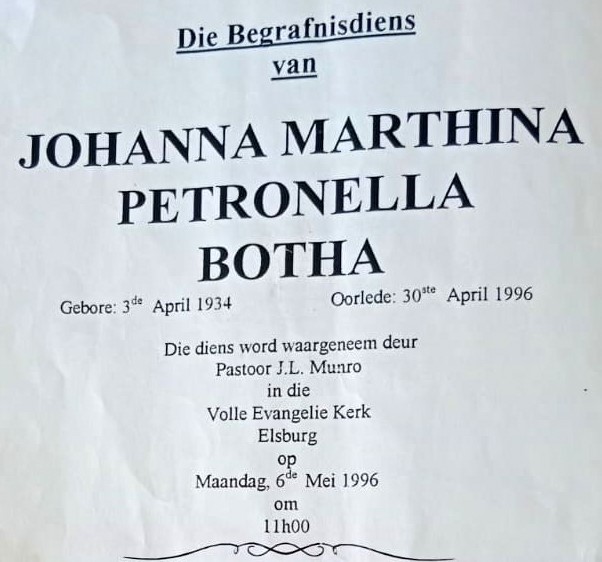 Die Begrafnisdiens
van
JOHANNA MARTHINA
PETRONELLA
BOTHA
Gebore: 3de April 1934 Oorlede: 30ste April 1996
Die diens word waargeneem deur
Pastoor J.L. Munro
in die
Volle Evangelie Kerk
Elsburg
op
Maandag, 6de Mei 1996
om
11h00